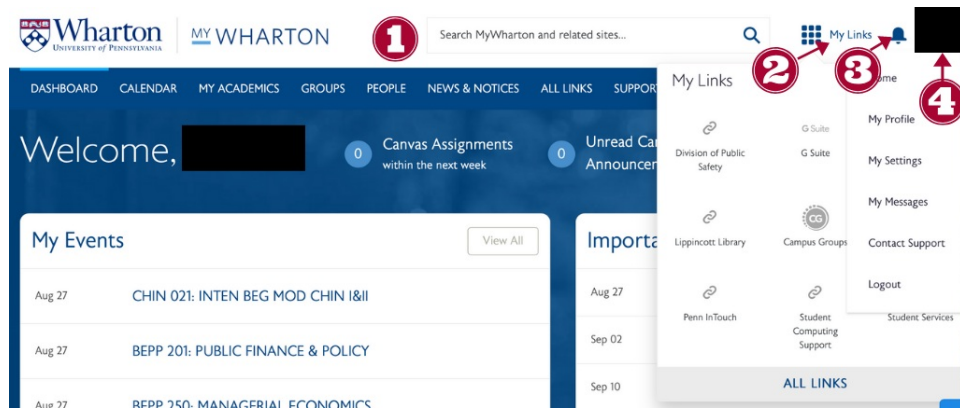 Wharton
UNIVERSITY of PENNSYLVANIA
MY WHARTON
1
Search MyWharton and related sites...
2
My Links
3
4
DASHBOARD CALENDAR MY ACADEMICS GROUPS PEOPLE NEWS & NOTICES ALL LINKS SUPPORT
Welcome,
0 Canvas Assignments
within the next week
0 Unread
My Events
View All
Aug 27 CHIN 021: INTEN BEG MOD CHIN I&II
Aug 27 BEPP 201: PUBLIC FINANCE & POLICY
Aug 27 BEPP 250: MANAGERIAL ECONOMICS
Aug 27
Sep 02
Sep 10
My Links
Division of Public
Safety
G Suite
G Suite
Lippincott Library
CG
Campus Groups
Penn InTouch
Student
Computing
Support
Student Services
ALL LINKS
My Profile
My Settings
My Messages
Contact Support
Logout